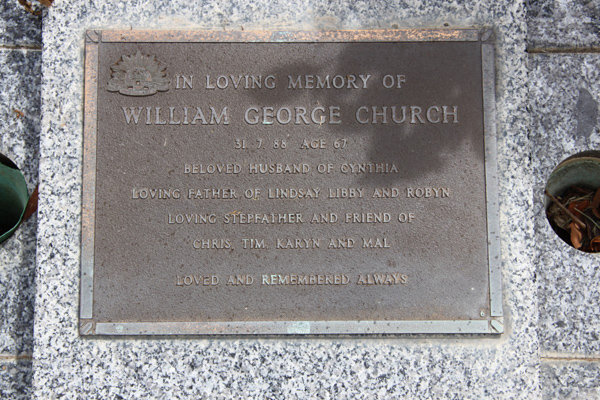 IN LOVING MEMORY OF
WILLIAM GEORGE CHURCH
31 7 88 AGE 67
BELOVED HUSBAND OF CYNTHIA
LOVING FATHER OF LINDSAY LIBBY AND ROBYN
LOVING STEPFATHER AND FRIEND OF
CHRIS, TIM, KARYN AND MAL
LOVED AND REMEMBERED ALWAYS